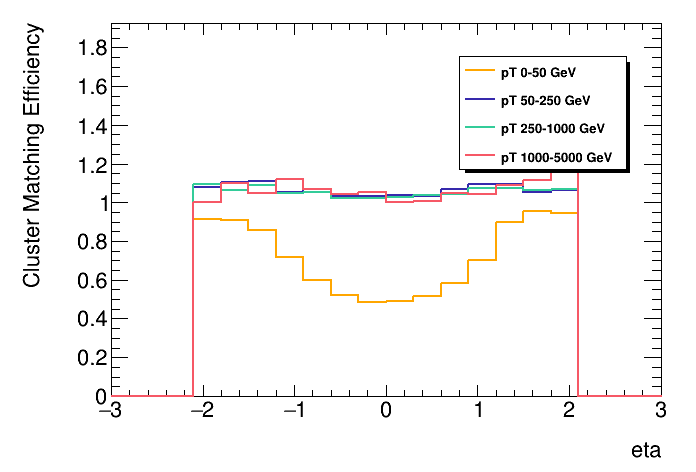 Cluster Matching Efficiency
1.8
1.6
1.4
1.2
1
0.8
0.6
0.4
0.2
0
pT 0-50 GeV
pT 50-250 GeV
pT 250-1000 GeV
pT 1000-5000 GeV
−3 −2 −1 0 1 2 3
eta